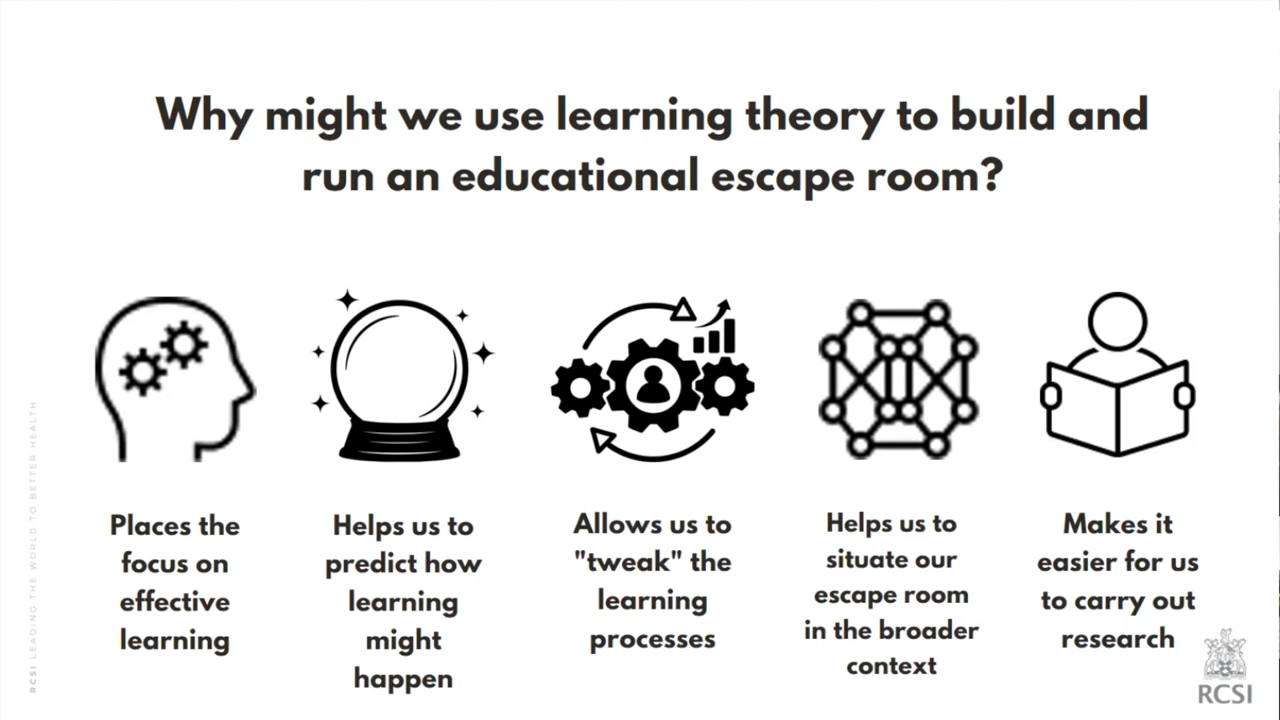 Why might we use learning theory to build and
run an educational escape room?
Places the
focus on
effective
learning
Helps us to
predict how
learning
might
happen
Allows us to
"tweak" the
learning
processes
Helps us to
situate our
escape room
in the broader
context
Makes it
easier for us
to carry out
research
RCSI LEADING THE WORLD TO BETTER HEALTH
RCSI